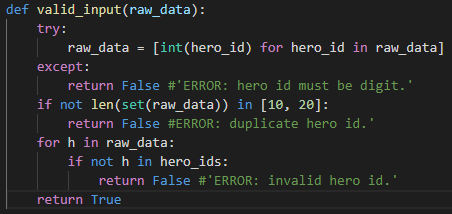 def valid_input(raw_data):
    try:
        raw_data = [int(hero_id) for hero_id in raw_data]
    except:
        return False #'ERROR: hero id must be digit.'
    if not len(set(raw_data)) in [10, 20]:
        return False #ERROR: duplicate hero id.'
    for h in raw_data:
        if not h in hero_ids:
            return False #'ERROR: invalid hero id.'
    return True